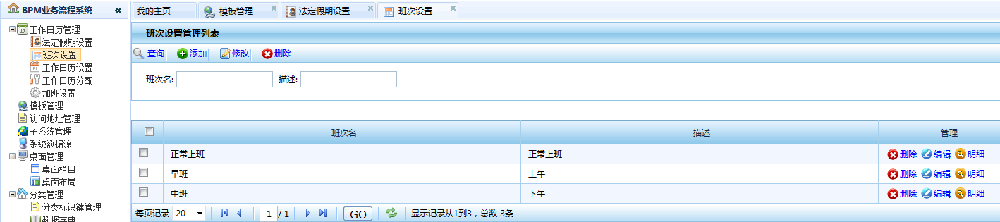 BPM业务流程系统 «
工作日历管理
法定假期设置
班次设置
工作日历设置
工作日历分配
加班设置
模板管理
访问地址管理
子系统管理
系统数据源
桌面管理
桌面栏目
桌面布局
分类管理
分类标识键管理
数据字典
我的主页 模板管理 法定假期设置 班次设置
班次设置管理列表
查询 添加 修改 删除
班次名: 描述:
班次名 描述 管理
正常上班 正常上班 删除 编辑 明细
早班 上午 删除 编辑 明细
中班 下午 删除 编辑 明细
每页记录 20 1 / 1 GO 显示记录从1到3，总数 3条